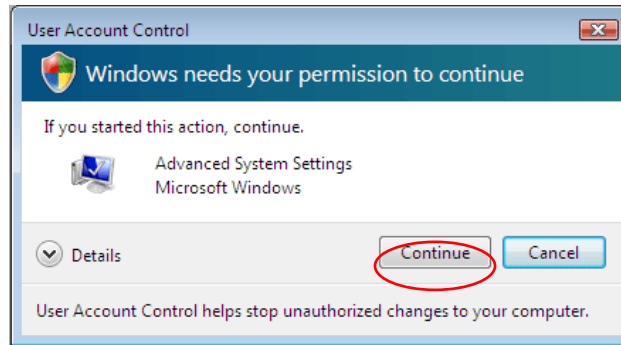 User Account Control
Windows needs your permission to continue
If you started this action, continue.
Advanced System Settings
Microsoft Windows
Details
Continue
Cancel
User Account Control helps stop unauthorized changes to your computer.